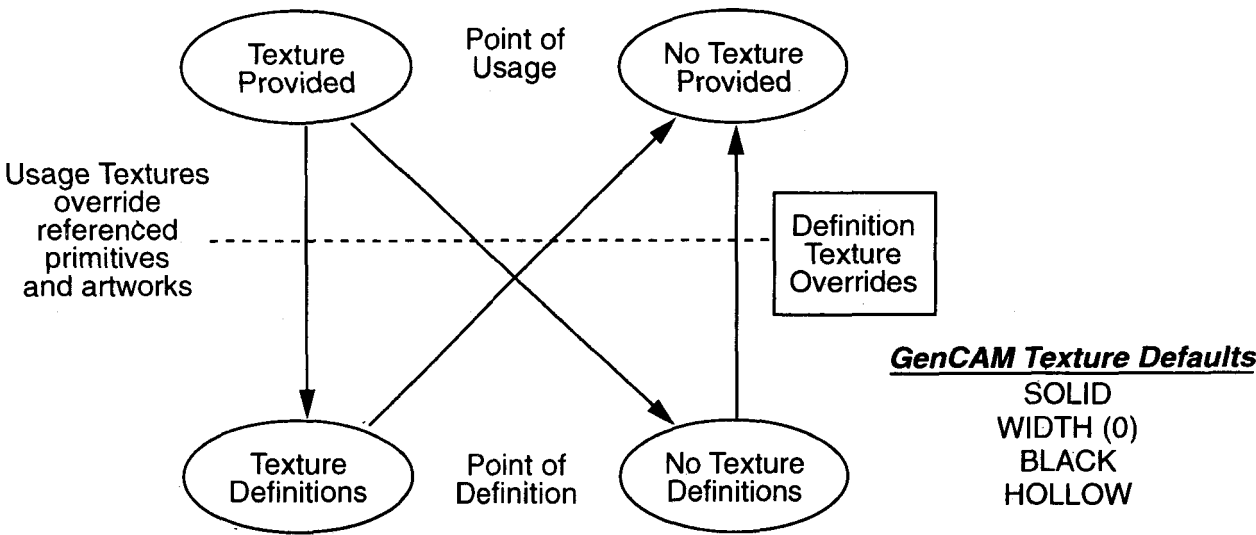 Texture
Provided
Point of
Usage
No Texture
Provided
Usage Textures
override
referenced
primitives
and artworks
Definition
Texture
Overrides
GenCAM Texture Defaults
SOLID
WIDTH (0)
BLACK
HOLLOW
Texture
Definitions
Point of
Definition
No Texture
Definitions